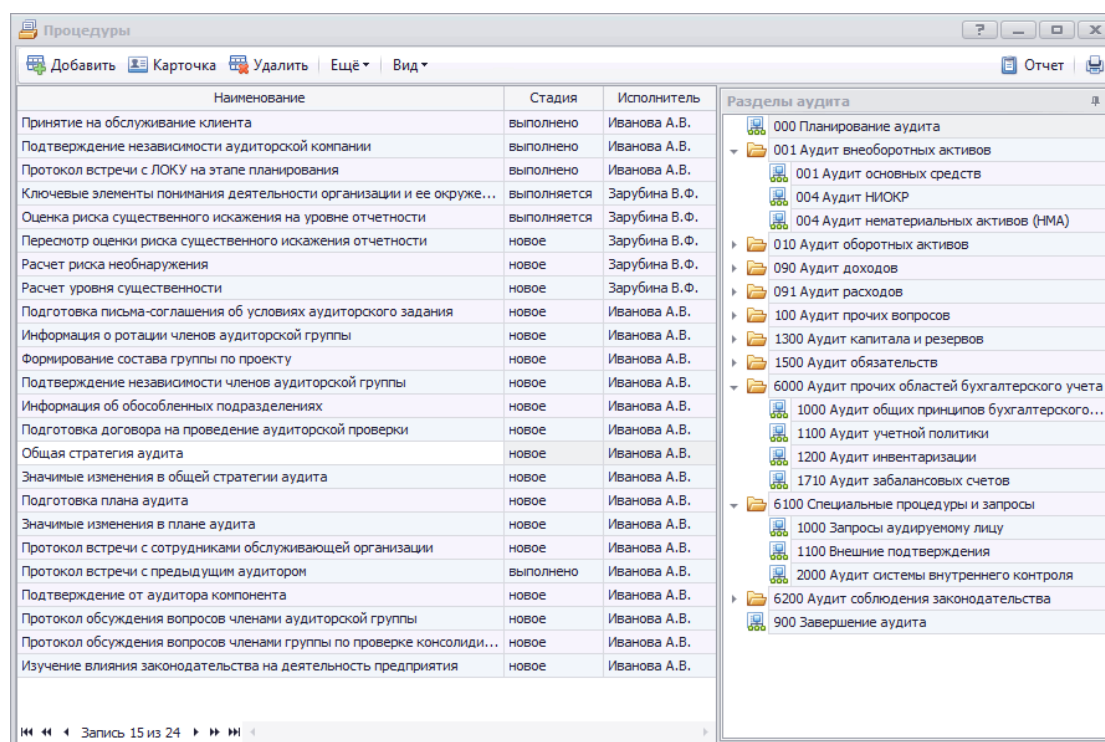 Процедуры
Добавить Карточка Удалить Ещё Вид Отчет
Наименование Стадия Исполнитель
Принятие на обслуживание клиента выполнено Иванова А.В.
Подтверждение независимости аудиторской компании выполнено Иванова А.В.
Протокол встречи с ЛОКУ на этапе планирования выполнено Иванова А.В.
Ключевые элементы понимания деятельности организации и ее окруже... выполняется Зарубина В.Ф.
Оценка риска существенного искажения на уровне отчетности выполняется Зарубина В.Ф.
Пересмотр оценки риска существенного искажения отчетности новое Зарубина В.Ф.
Расчет риска необнаружения новое Зарубина В.Ф.
Расчет уровня существенности новое Зарубина В.Ф.
Подготовка письма-соглашения об условиях аудиторского задания новое Иванова А.В.
Информация о ротации членов аудиторской группы новое Иванова А.В.
Формирование состава группы по проекту новое Иванова А.В.
Подтверждение независимости членов аудиторской группы новое Иванова А.В.
Информация об обособленных подразделениях новое Иванова А.В.
Подготовка договора на проведение аудиторской проверки новое Иванова А.В.
Общая стратегия аудита новое Иванова А.В.
Значимые изменения в общей стратегии аудита новое Иванова А.В.
Подготовка плана аудита новое Иванова А.В.
Значимые изменения в плане аудита новое Иванова А.В.
Протокол встречи с сотрудниками обслуживающей организации новое Иванова А.В.
Протокол встречи с предыдущим аудитором выполнено Иванова А.В.
Подтверждение от аудитора компонента новое Иванова А.В.
Протокол обсуждения вопросов членами аудиторской группы новое Иванова А.В.
Протокол обсуждения вопросов членами группы по проверке консолиди... новое Иванова А.В.
Изучение влияния законодательства на деятельность предприятия новое Иванова А.В.
Запись 15 из 24
Разделы аудита
000 Планирование аудита
001 Аудит внеоборотных активов
001 Аудит основных средств
004 Аудит НИОКР
004 Аудит нематериальных активов (НМА)
010 Аудит оборотных активов
090 Аудит доходов
091 Аудит расходов
100 Аудит прочих вопросов
1300 Аудит капитала и резервов
1500 Аудит обязательств
6000 Аудит прочих областей бухгалтерского учета
1000 Аудит общих принципов бухгалтерского...
1100 Аудит учетной политики
1200 Аудит инвентаризации
1710 Аудит забалансовых счетов
6100 Специальные процедуры и запросы
1000 Запросы аудируемому лицу
1100 Внешние подтверждения
2000 Аудит системы внутреннего контроля
6200 Аудит соблюдения законодательства
900 Завершение аудита